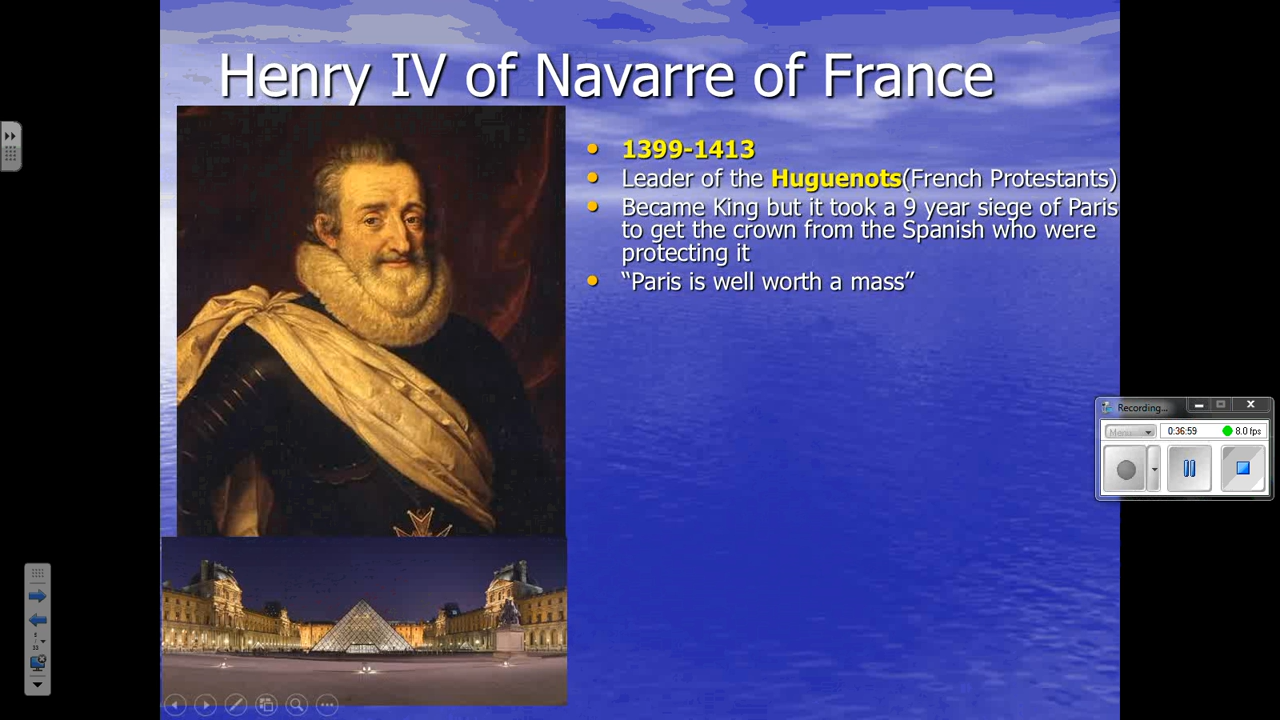 Henry IV of Navarre of France
1399-1413
Leader of the Huguenots(French Protestants)
Became King but it took a 9 year siege of Paris
to get the crown from the Spanish who were
protecting it
“Paris is well worth a mass”
Recording...
Menu
0:36:59
8.0 fps